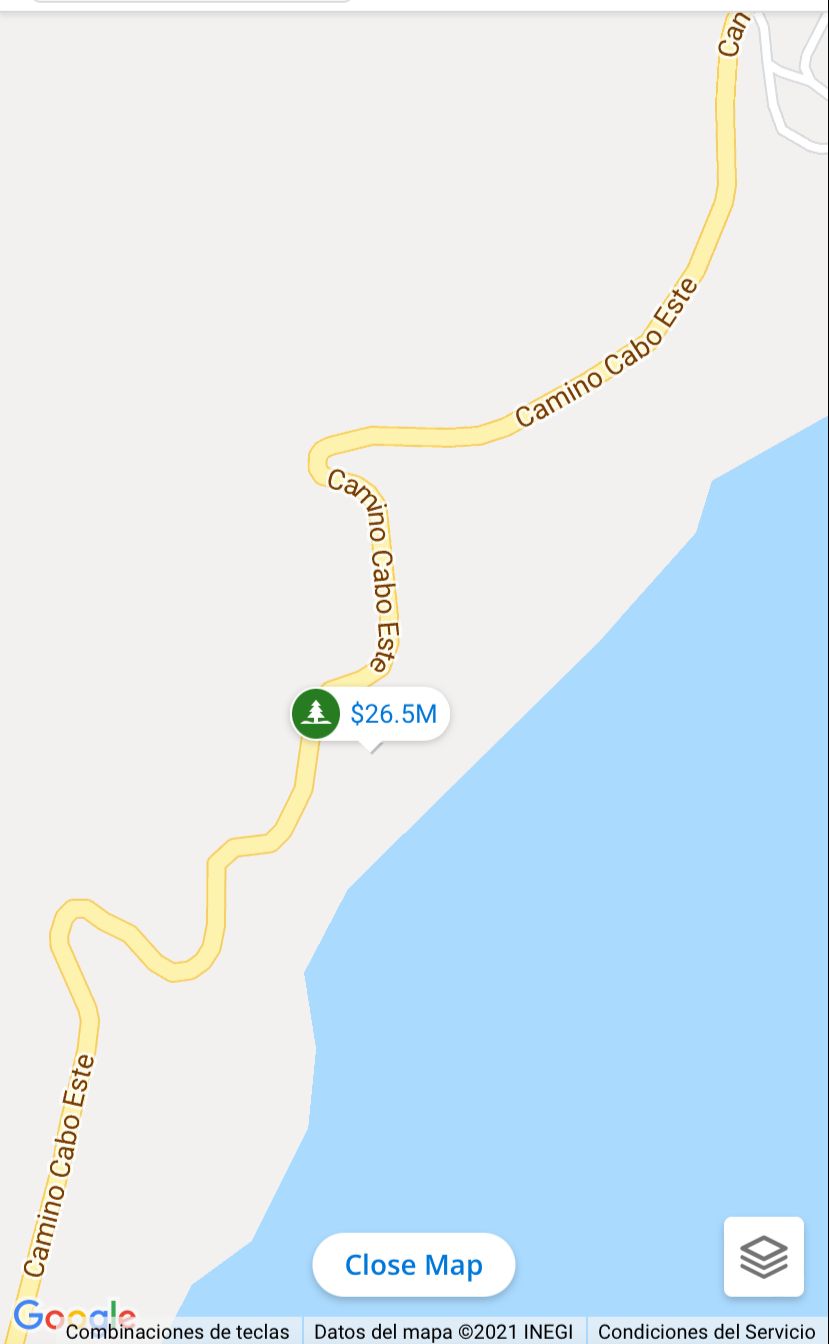 Can
Camino Cabo Este
Camino Cabo Este
$26.5M
Camino Cabo Este
Close Map
Google
Combinaciones de teclas
Datos del mapa ©2021 INEGI
Condiciones del Servicio